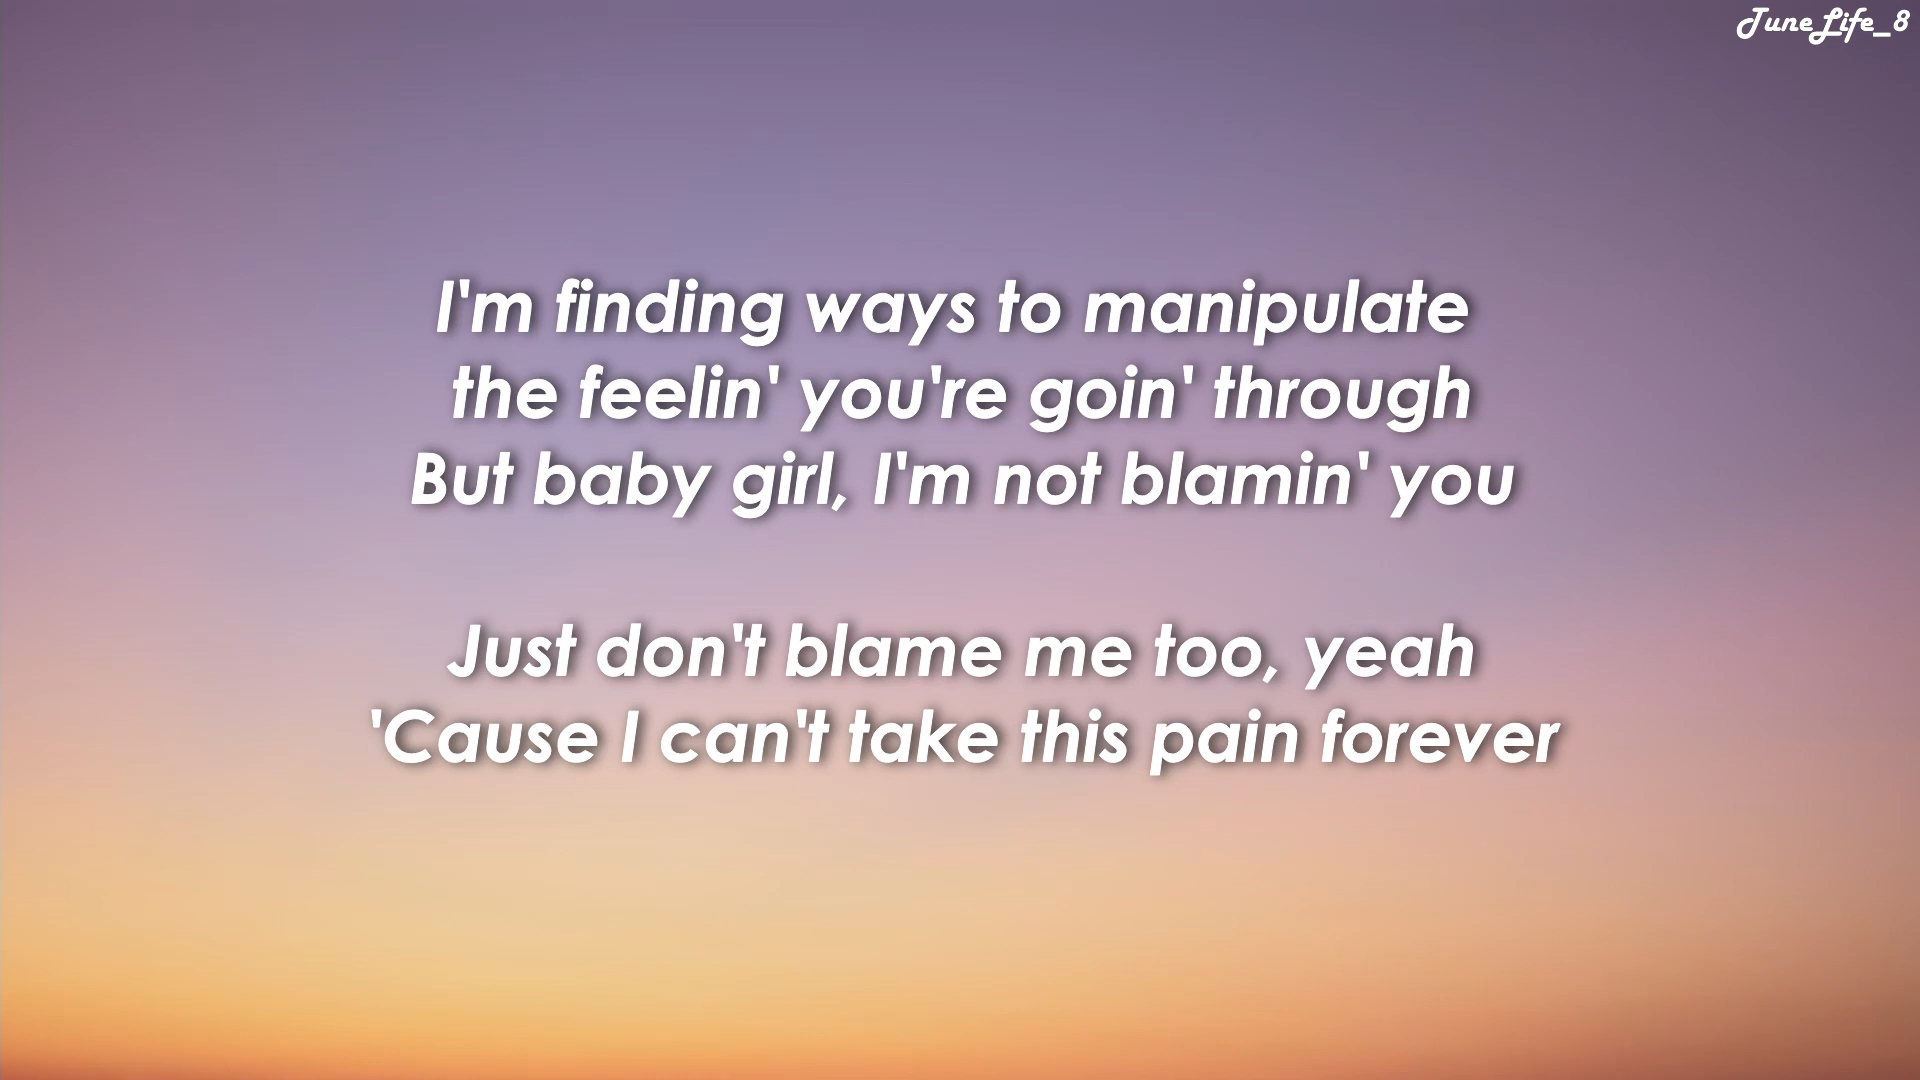 JuneLife_8
I'm finding ways to manipulate
the feelin' you're goin' through
But baby girl, I'm not blamin' you
Just don't blame me too, yeah
'Cause I can't take this pain forever